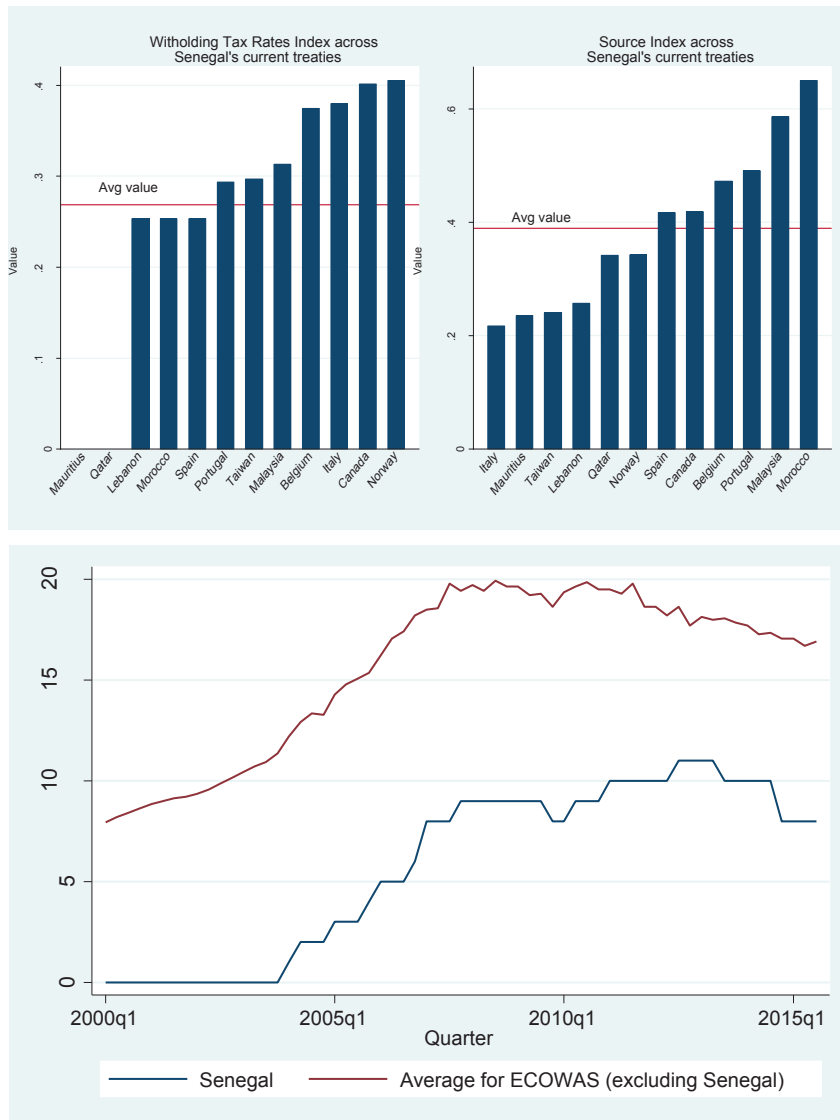 Witholding Tax Rates Index across
Senegal's current treaties
.4
.3
.2
.1
0
Value
Avg value
Mauritius
Qatar
Lebanon
Morocco
Spain
Portugal
Taiwan
Malaysia
Belgium
Italy
Canada
Norway
Source Index across
Senegal's current treaties
.6
.4
.2
0
Value
Avg value
Italy
Mauritius
Taiwan
Lebanon
Qatar
Norway
Spain
Canada
Belgium
Portugal
Malaysia
Morocco
20
15
10
5
0
2000q1 2005q1 2010q1 2015q1
Quarter
Senegal Average for ECOWAS (excluding Senegal)